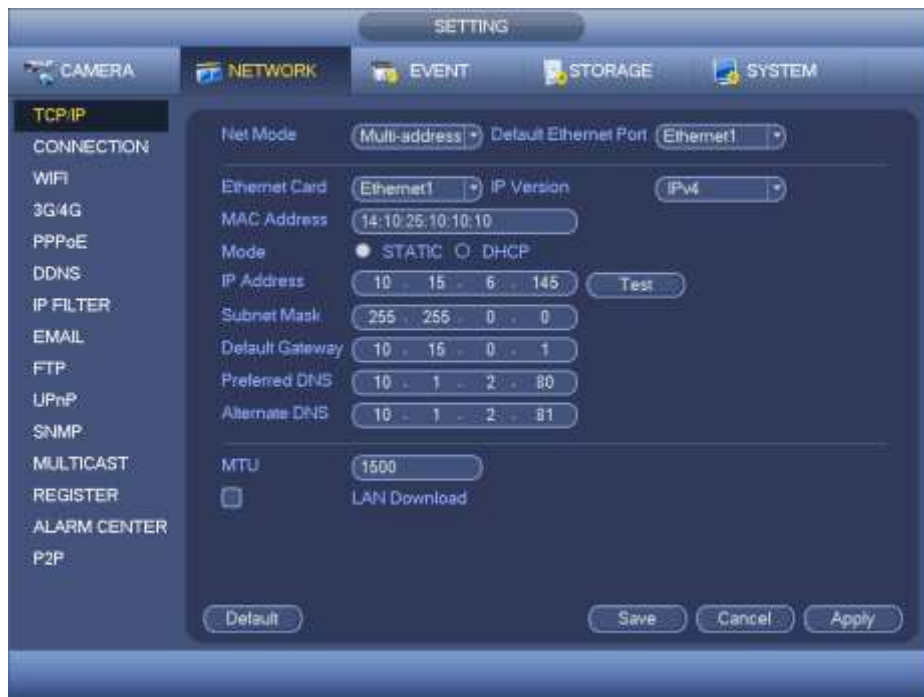 SETTING
CAMERA NETWORK EVENT STORAGE SYSTEM
TCP/IP
CONNECTION
WIFI
3G/4G
PPPoE
DDNS
IP FILTER
EMAIL
FTP
UPnP
SNMP
MULTICAST
REGISTER
ALARM CENTER
P2P
Net Mode Multi-address Default Ethernet Port Ethernet1
Ethernet Card Ethernet1 IP Version IPv4
MAC Address 14:10:25:10:10:10
Mode STATIC DHCP
IP Address 10 . 15 . 6 . 145 Test
Subnet Mask 255 . 255 . 0 . 0
Default Gateway 10 . 15 . 0 . 1
Preferred DNS 10 . 1 . 2 . 80
Alternate DNS 10 . 1 . 2 . 81
MTU 1500
LAN Download
Default Save Cancel Apply